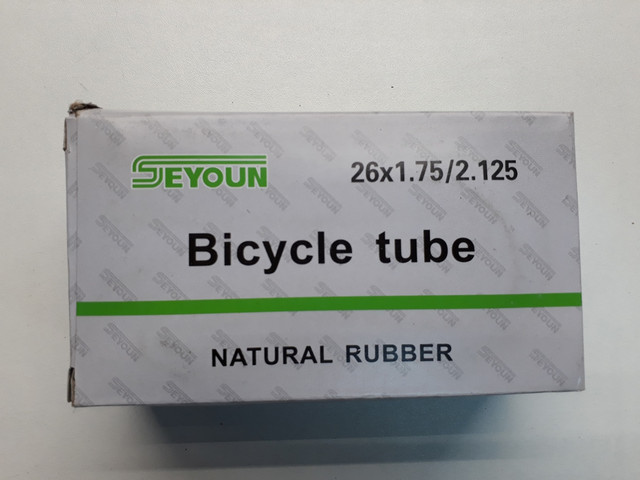 SEYOUN
26x1.75/2.125
Bicycle tube
NATURAL RUBBER